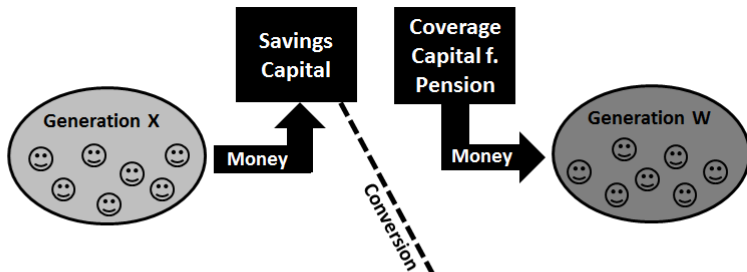 Savings
Capital
Coverage
Capital f.
Pension
Generation X
Generation W
Money
Money
Conversion